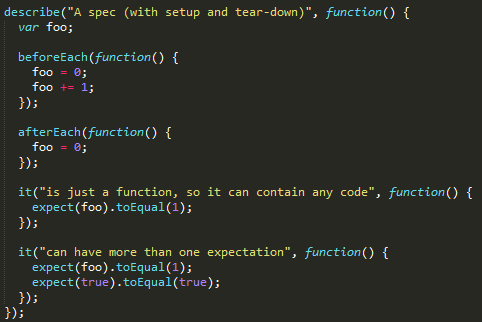 describe("A spec (with setup and tear-down)", function() {
  var foo;

  beforeEach(function() {
    foo = 0;
    foo += 1;
  });

  afterEach(function() {
    foo = 0;
  });

  it("is just a function, so it can contain any code", function() {
    expect(foo).toEqual(1);
  });

  it("can have more than one expectation", function() {
    expect(foo).toEqual(1);
    expect(true).toEqual(true);
  });
});